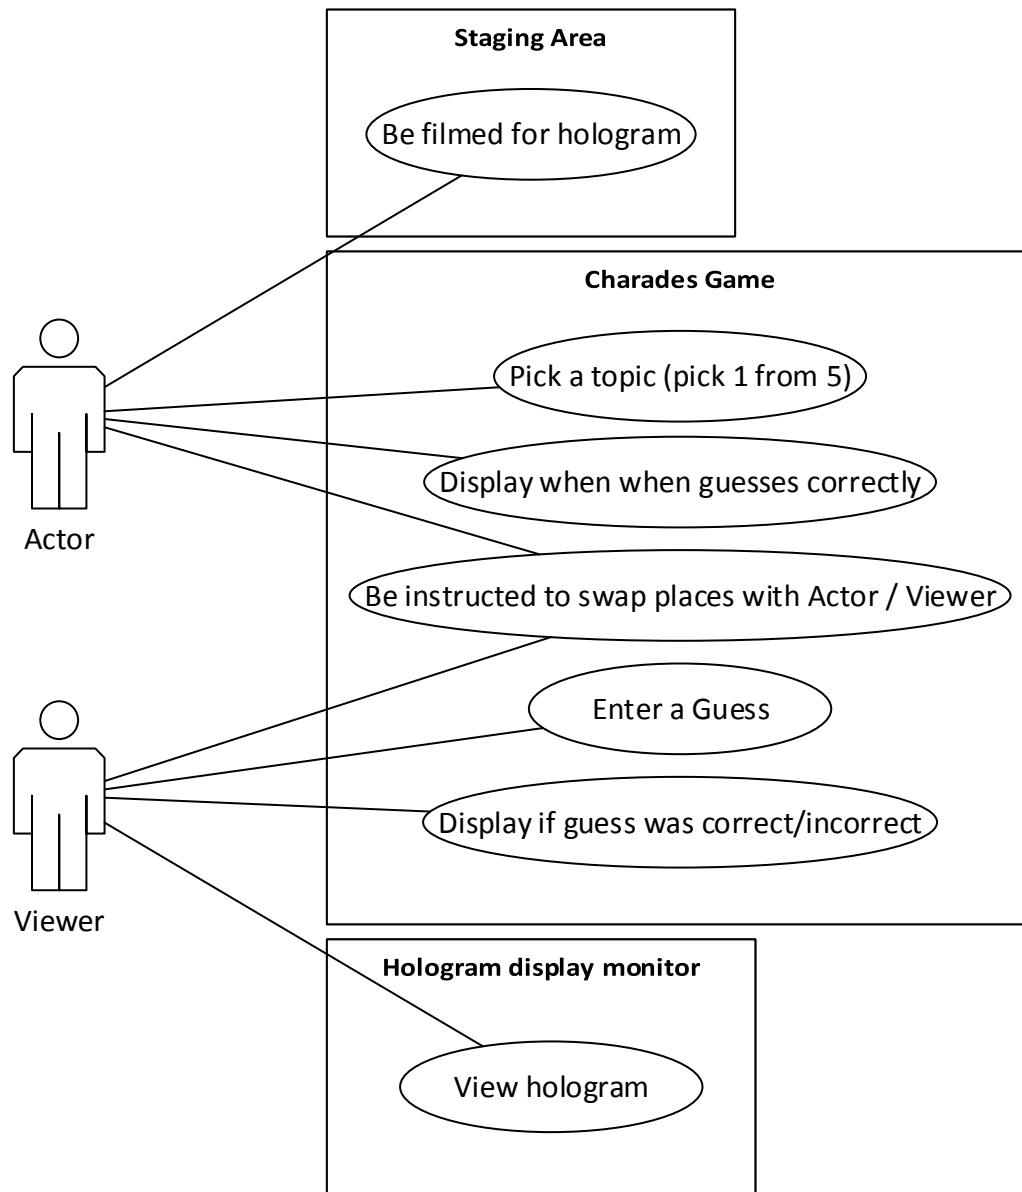 Staging Area
Be filmed for hologram
Charades Game
Pick a topic (pick 1 from 5)
Display when when guesses correctly
Actor
Be instructed to swap places with Actor / Viewer
Enter a Guess
Display if guess was correct/incorrect
Viewer
Hologram display monitor
View hologram